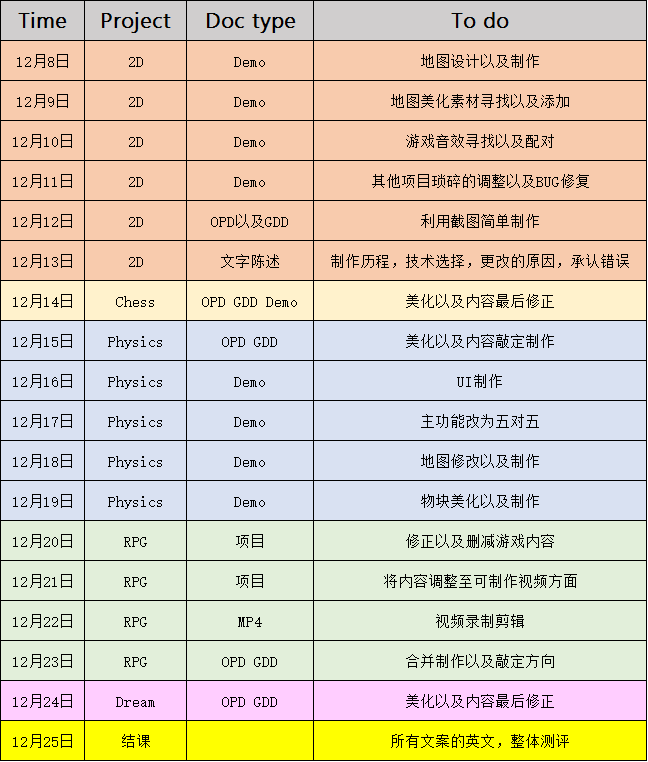 Time Project Doc type To do
12月8日 2D Demo 地图设计以及制作
12月9日 2D Demo 地图美化素材寻找以及添加
12月10日 2D Demo 游戏音效寻找以及配对
12月11日 2D Demo 其他项目琐碎的调整以及BUG修复
12月12日 2D OPD以及GDD 利用截图简单制作
12月13日 2D 文字陈述 制作历程，技术选择，更改的原因，承认错误
12月14日 Chess OPD GDD Demo 美化以及内容最后修正
12月15日 Physics OPD GDD 美化以及内容敲定制作
12月16日 Physics Demo UI制作
12月17日 Physics Demo 主功能改为五对五
12月18日 Physics Demo 地图修改以及制作
12月19日 Physics Demo 物块美化以及制作
12月20日 RPG 项目 修正以及删减游戏内容
12月21日 RPG 项目 将内容调整至可制作视频方面
12月22日 RPG MP4 视频录制剪辑
12月23日 RPG OPD GDD 合并制作以及敲定方向
12月24日 Dream OPD GDD 美化以及内容最后修正
12月25日 结课 所有文案的英文，整体测评